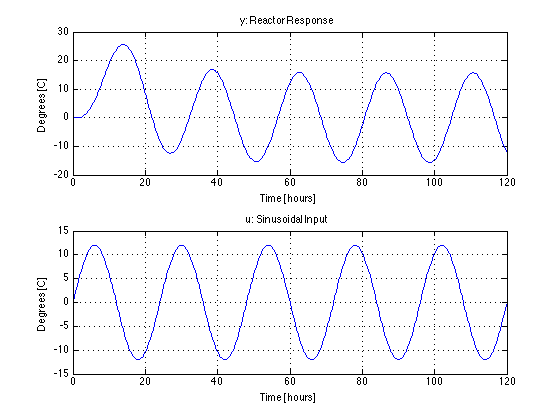 y: Reactor Response
30
20
10
0
-10
-20
Degrees [C]
0 20 40 60 80 100 120
Time [hours]
u: Sinusoidal Input
15
10
5
0
-5
-10
-15
Degrees [C]
0 20 40 60 80 100 120
Time [hours]